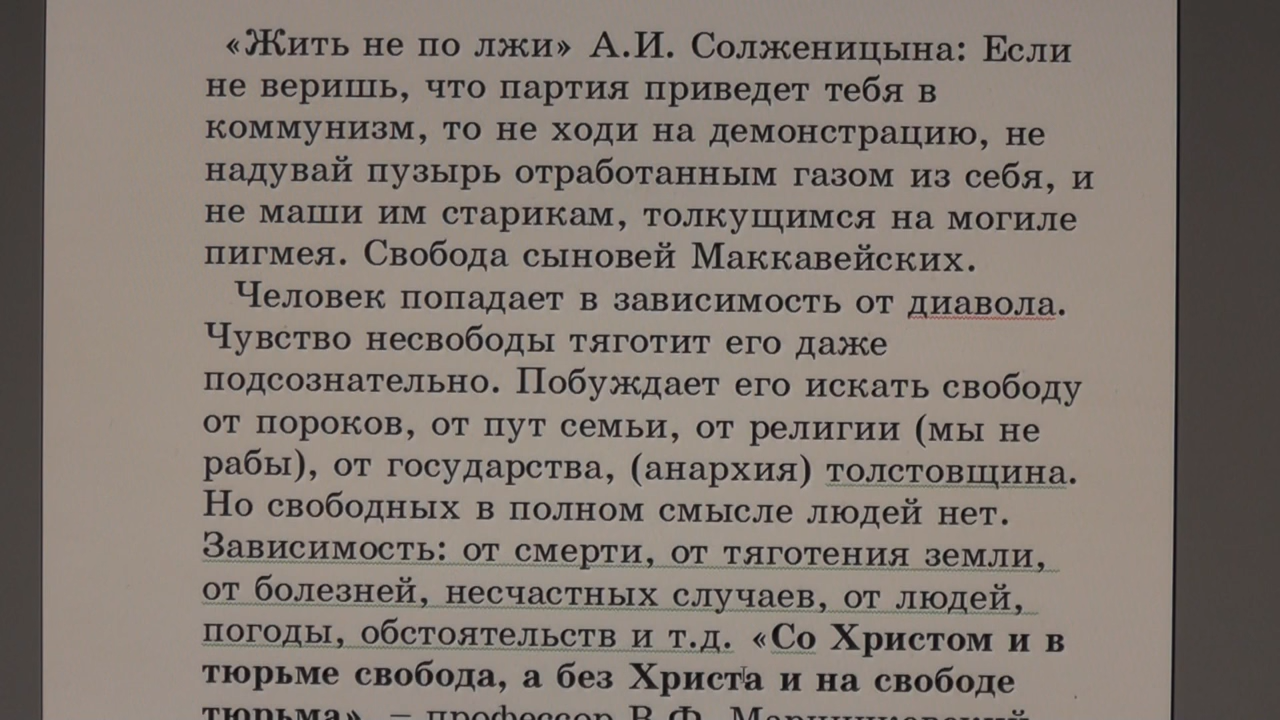 «Жить не по лжи» А.И. Солженицына: Если
не веришь, что партия приведет тебя в
коммунизм, то не ходи на демонстрацию, не
надувай пузырь отработанным газом из себя, и
не маши им старикам, толкущимся на могиле
пигмея. Свобода сыновей Маккавейских.
Человек попадает в зависимость от диавола.
Чувство несвободы тяготит его даже
подсознательно. Побуждает его искать свободу
от пороков, от пут семьи, от религии (мы не
рабы), от государства, (анархия) толстовщина.
Но свободных в полном смысле людей нет.
Зависимость: от смерти, от тяготения земли,
от болезней, несчастных случаев, от людей,
погоды, обстоятельств и т.д. «Со Христом и в
тюрьме свобода, а без Христа и на свободе
тюрьма», – профессор В.Ф. Марцинковский